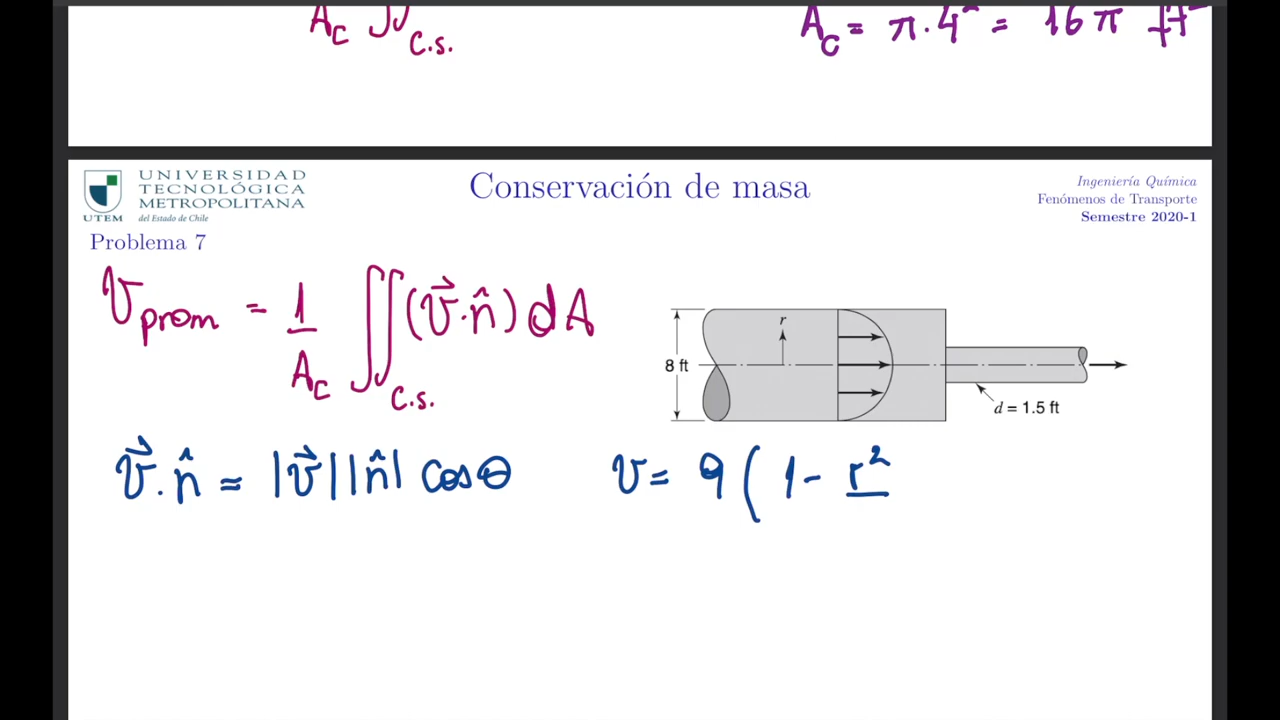 A_C ∬_C.S.
A_C = π.4² = 16π ft²
UNIVERSIDAD
TECNOLÓGICA
METROPOLITANA
del Estado de Chile
UTEM
Conservación de masa
Ingeniería Química
Fenómenos de Transporte
Semestre 2020-1
Problema 7
v_prom = 1/A_C ∬_C.S. (v⃗.n̂) dA
r
8 ft
d = 1.5 ft
v⃗.n̂ = |v⃗||n̂| cos θ
v = 9 ( 1 - r²